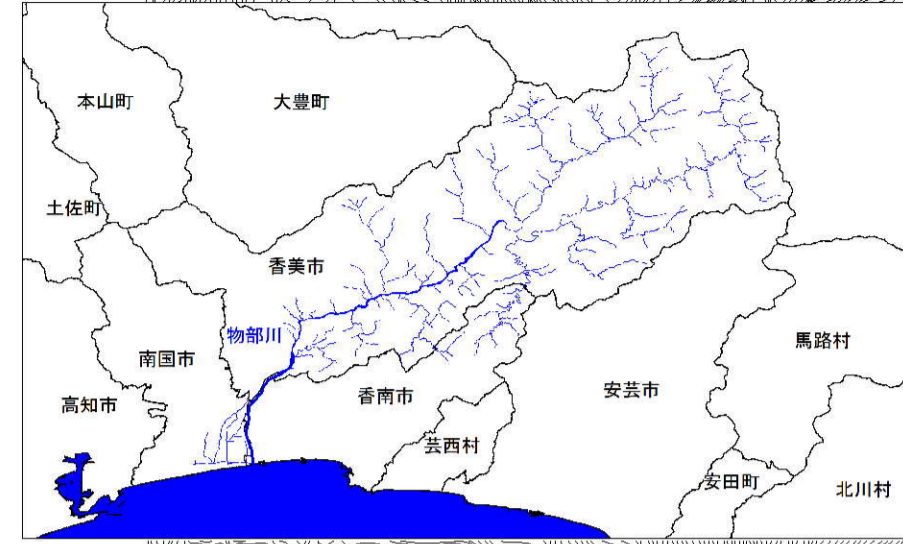 本山町
大豊町
土佐町
香美市
物部川
馬路村
南国市
安芸市
香南市
高知市
芸西村
安田町
北川村